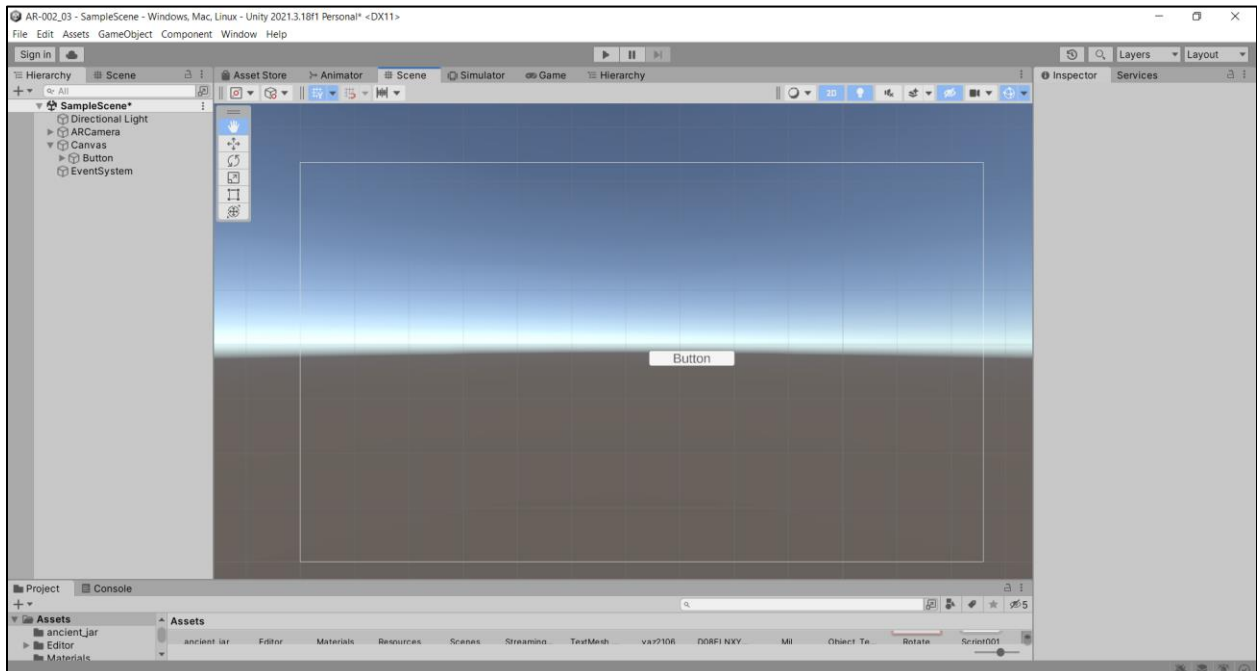 AR-002_03 - SampleScene - Windows, Mac, Linux - Unity 2021.3.18f1 Personal* <DX11>
File Edit Assets GameObject Component Window Help
Sign in Layers Layout
Hierarchy Scene Asset Store Animator Scene Simulator Game Hierarchy Inspector Services
All 2D
SampleScene*
Directional Light
ARCamera
Canvas
Button
EventSystem
Button
Project Console
5
Assets Assets
ancient_jar
ancient_jar Editor Materials Resources Scenes Streaming... TextMesh... Object_Te... Rotate Script001
Editor
Materials